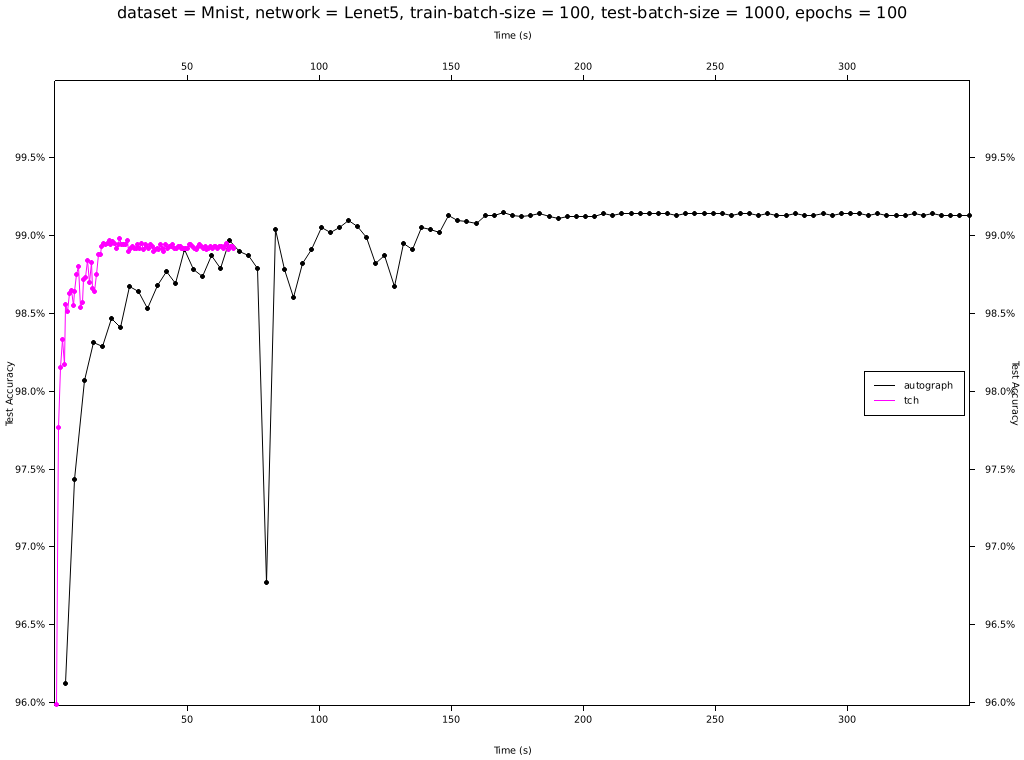 dataset = Mnist, network = Lenet5, train-batch-size = 100, test-batch-size = 1000, epochs = 100
Time (s)
50 100 150 200 250 300
99.5% 99.5%
99.0% 99.0%
98.5% 98.5%
98.0% 98.0%
97.5% 97.5%
97.0% 97.0%
96.5% 96.5%
96.0% 96.0%
Test Accuracy
Test Accuracy
autograph
tch
50 100 150 200 250 300
Time (s)